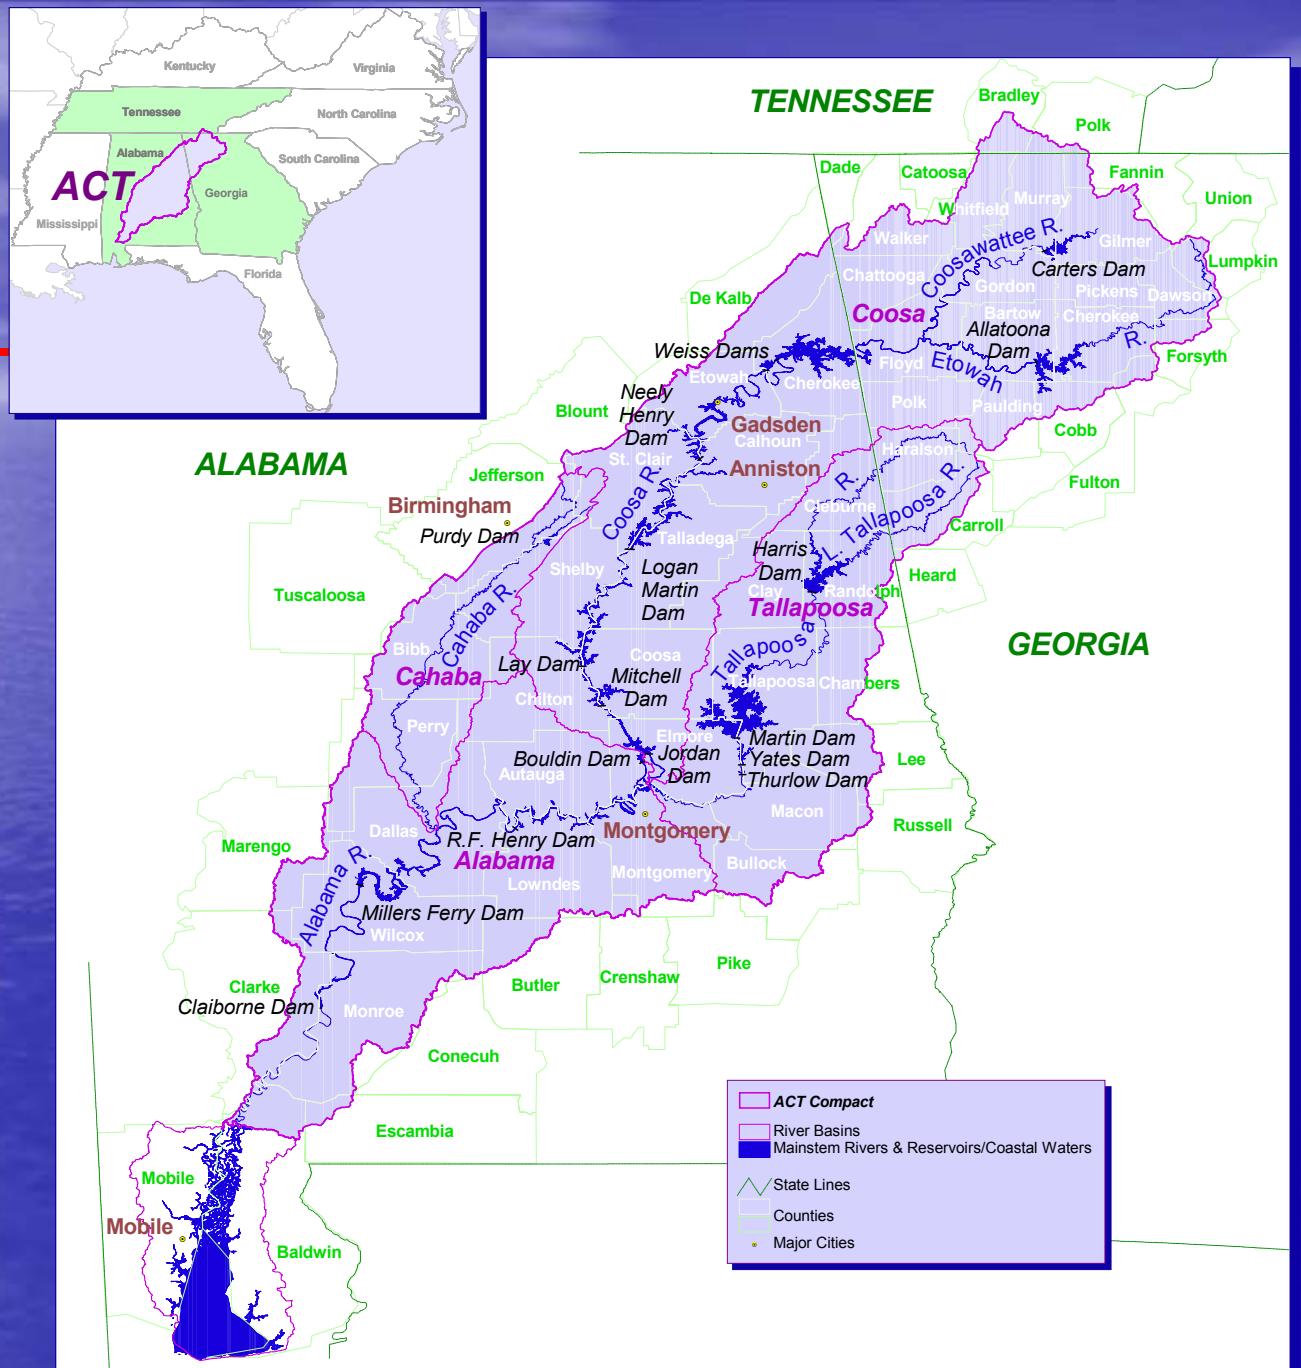 Kentucky
Virginia
Tennessee
North Carolina
Alabama
South Carolina
ACT
Georgia
Mississippi
Florida
TENNESSEE
Bradley
Polk
Dade
Catoosa
Fannin
Whitfield
Murray
Union
Walker
Coosawattee R.
Gilmer
Lumpkin
Chattooga
Carters Dam
Gordon
Pickens
Dawson
De Kalb
Coosa
Bartow
Cherokee
Allatoona
Dam
R.
Forsyth
Weiss Dams
Floyd
Etowah
Etowah
Cherokee
Neely
Henry
Dam
Polk
Paulding
Blount
Gadsden
Cobb
Calhoun
ALABAMA
St. Clair
Haralson
Jefferson
Anniston
Coosa R.
R.
Fulton
Birmingham
Cleburne
L. Tallapoosa R.
Purdy Dam
Carroll
Talladega
Harris
Dam
Shelby
Logan
Martin
Dam
Heard
Tuscaloosa
Clay
Randolph
Cahaba R.
Tallapoosa
Bibb
GEORGIA
Coosa
Tallapoosa
Cahaba
Lay Dam
Mitchell
Dam
Tallapoosa
Chambers
Chilton
Perry
Elmore
Martin Dam
Bouldin Dam
Jordan
Dam
Yates Dam
Thurlow Dam
Lee
Autauga
Macon
Dallas
Montgomery
Russell
R.F. Henry Dam
Marengo
Alabama
Bullock
Lowndes
Montgomery
Alabama R.
Millers Ferry Dam
Wilcox
Pike
Crenshaw
Butler
Clarke
Claiborne Dam
Monroe
Conecuh
Escambia
Mobile
Mobile
Baldwin
ACT Compact
River Basins
Mainstem Rivers & Reservoirs/Coastal Waters
State Lines
Counties
Major Cities